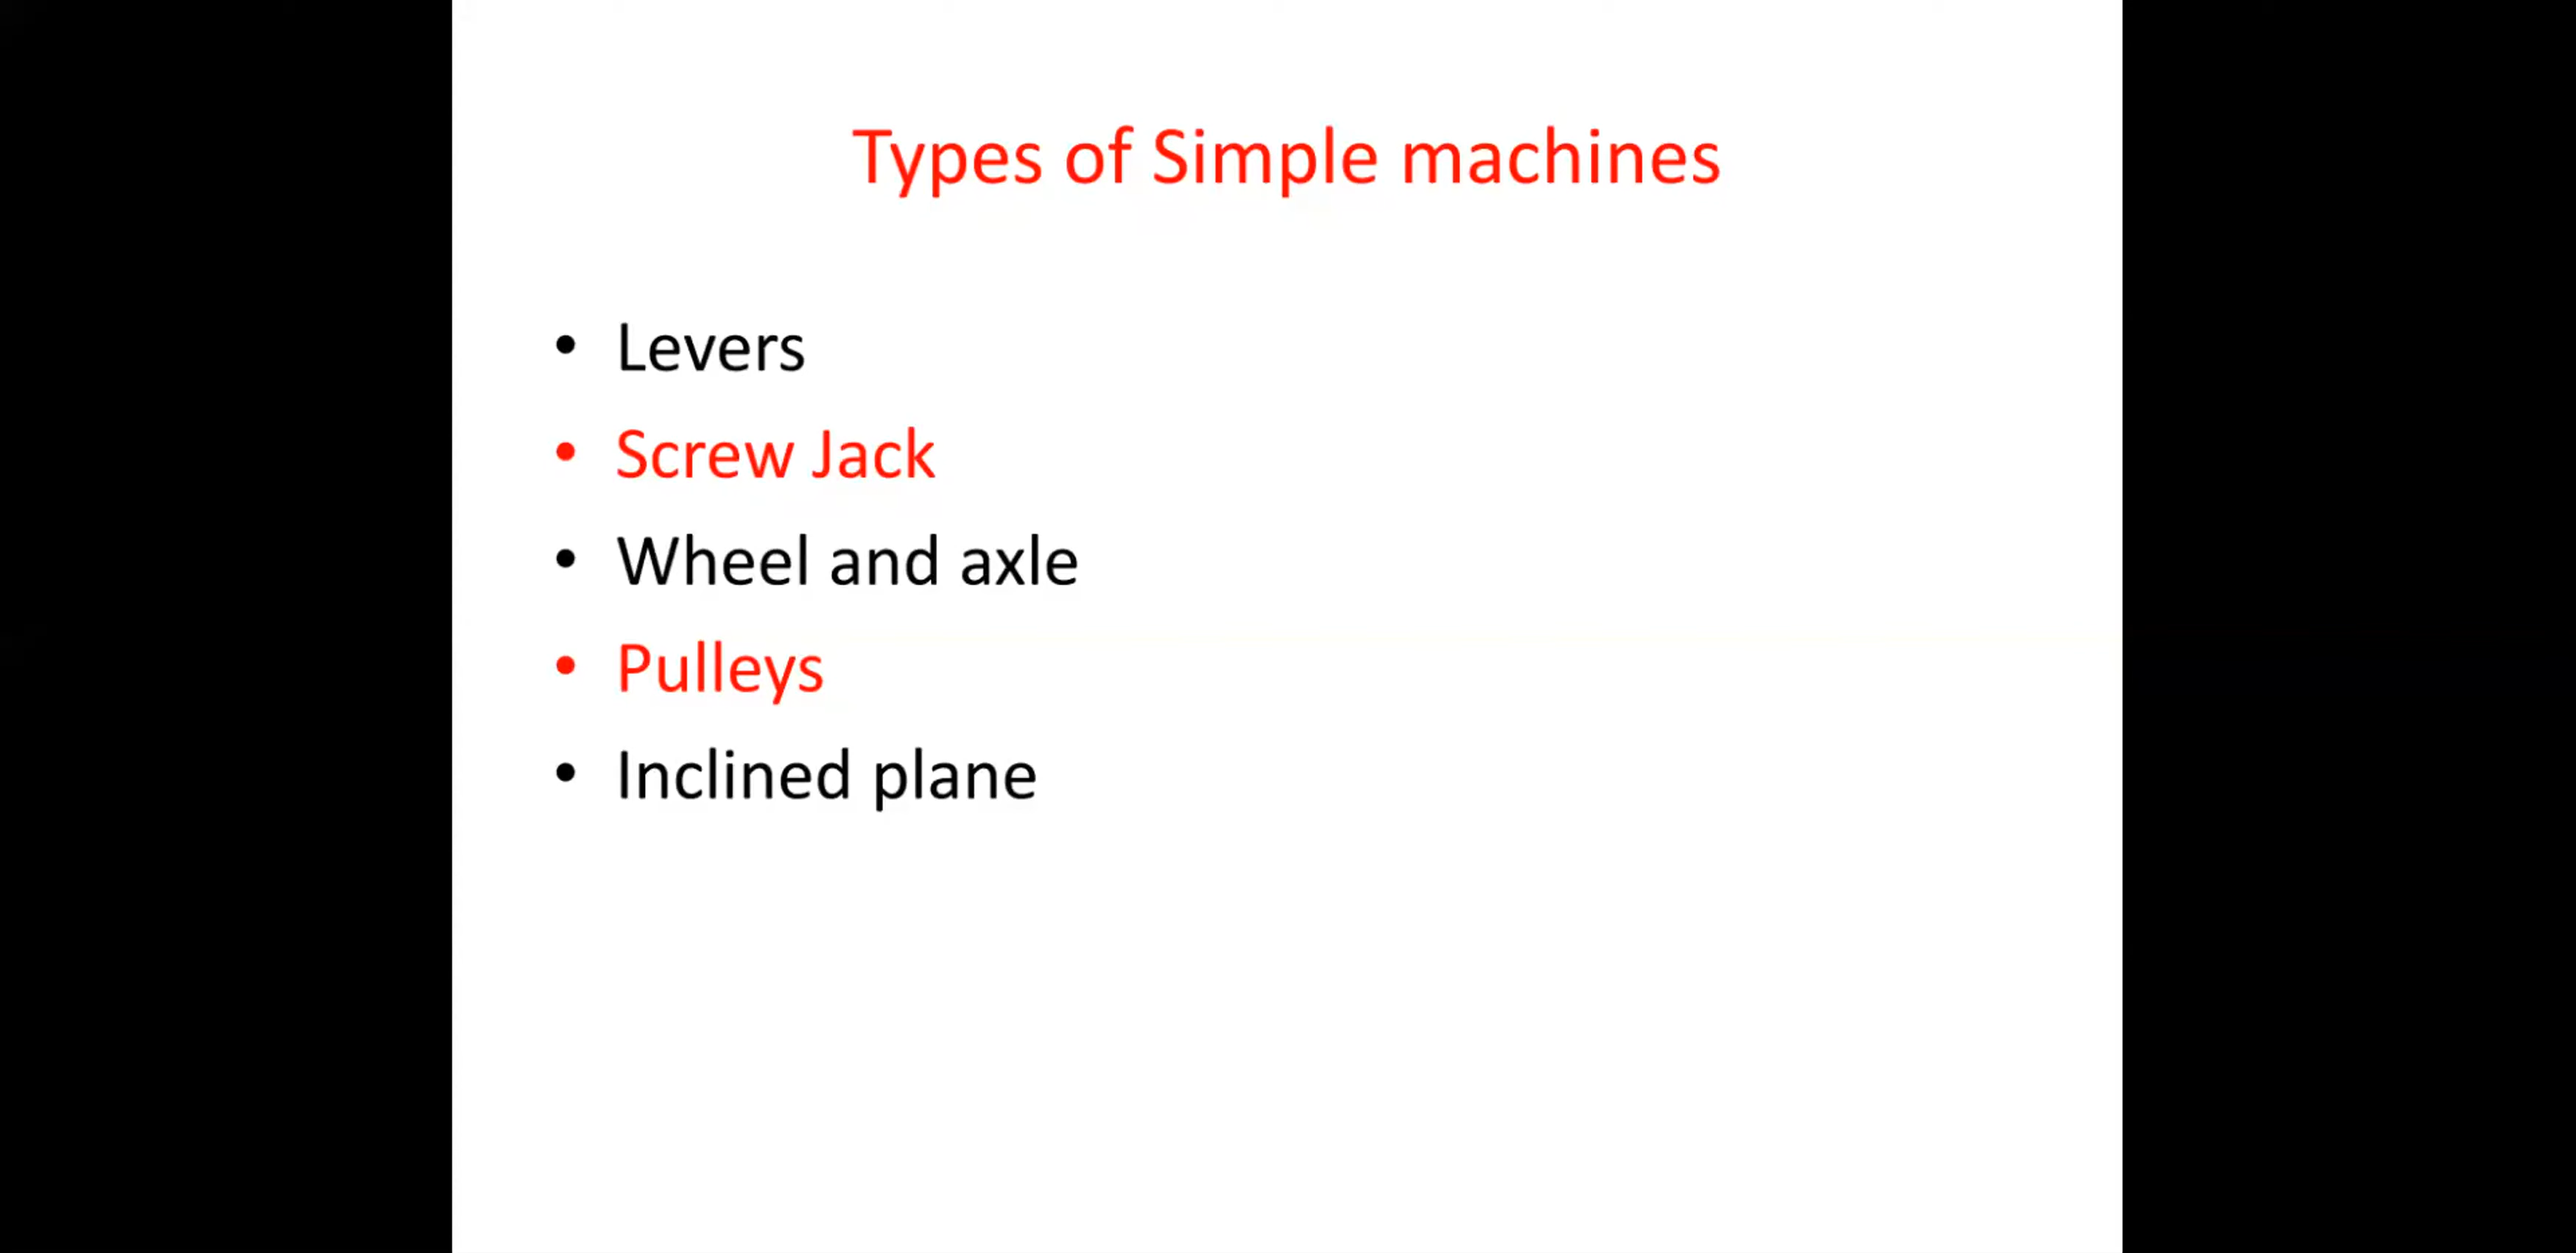 Types of Simple machines
• Levers
• Screw Jack
• Wheel and axle
• Pulleys
• Inclined plane